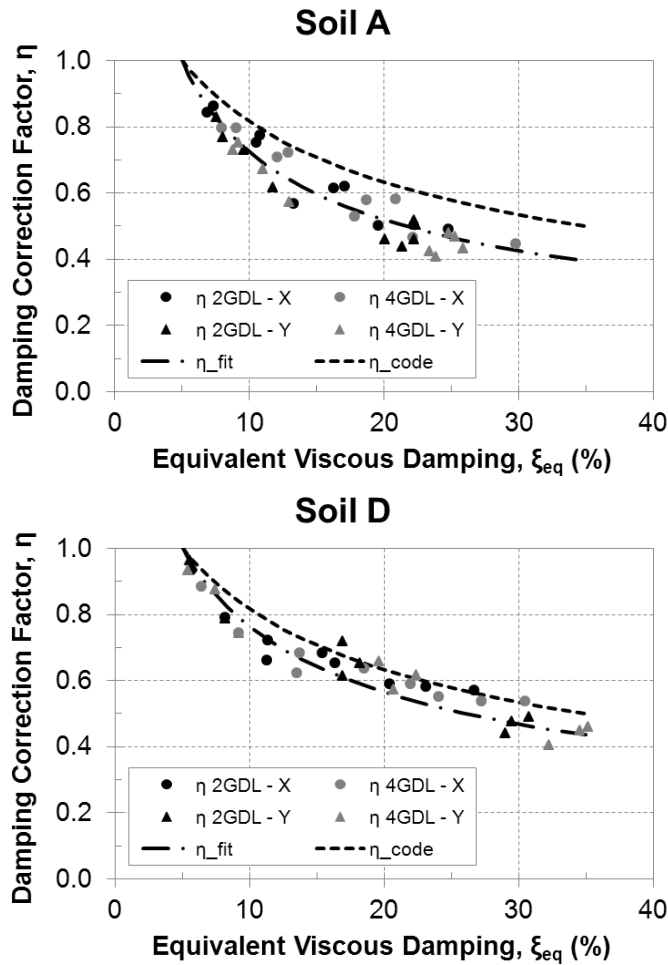 Soil A
Damping Correction Factor, η
1.0
0.8
0.6
0.4
0.2
0.0
η 2GDL - X
η 4GDL - X
η 2GDL - Y
η 4GDL - Y
η_fit
η_code
0 10 20 30 40
Equivalent Viscous Damping, ξeq (%)
Soil D
Damping Correction Factor, η
1.0
0.8
0.6
0.4
0.2
0.0
η 2GDL - X
η 4GDL - X
η 2GDL - Y
η 4GDL - Y
η_fit
η_code
0 10 20 30 40
Equivalent Viscous Damping, ξeq (%)